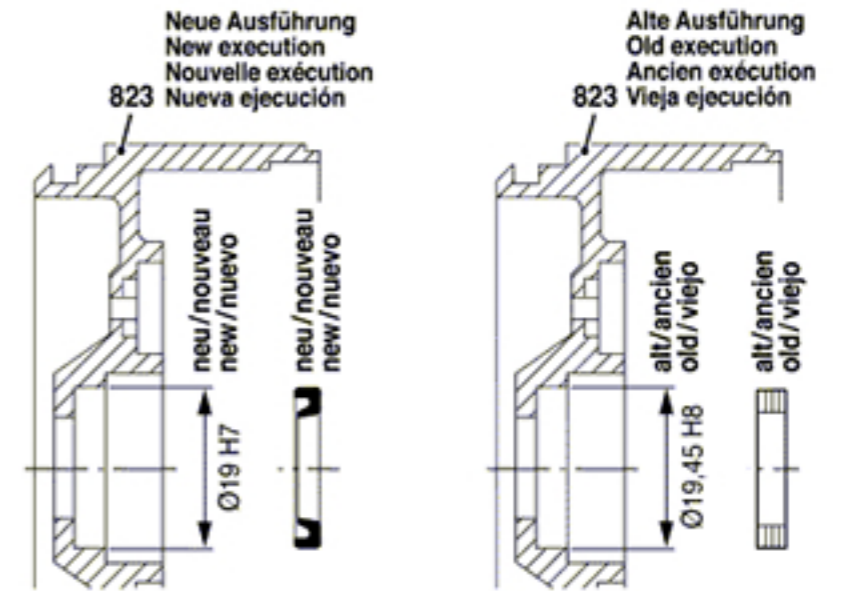 Neue Ausführung
New execution
Nouvelle exécution
823 Nueva ejecución
neu/nouveau
new/nuevo
neu/nouveau
new/nuevo
Ø19 H7
Alte Ausführung
Old execution
Ancien exécution
823 Vieja ejecución
alt/ancien
old/viejo
alt/ancien
old/viejo
Ø19,45 H8